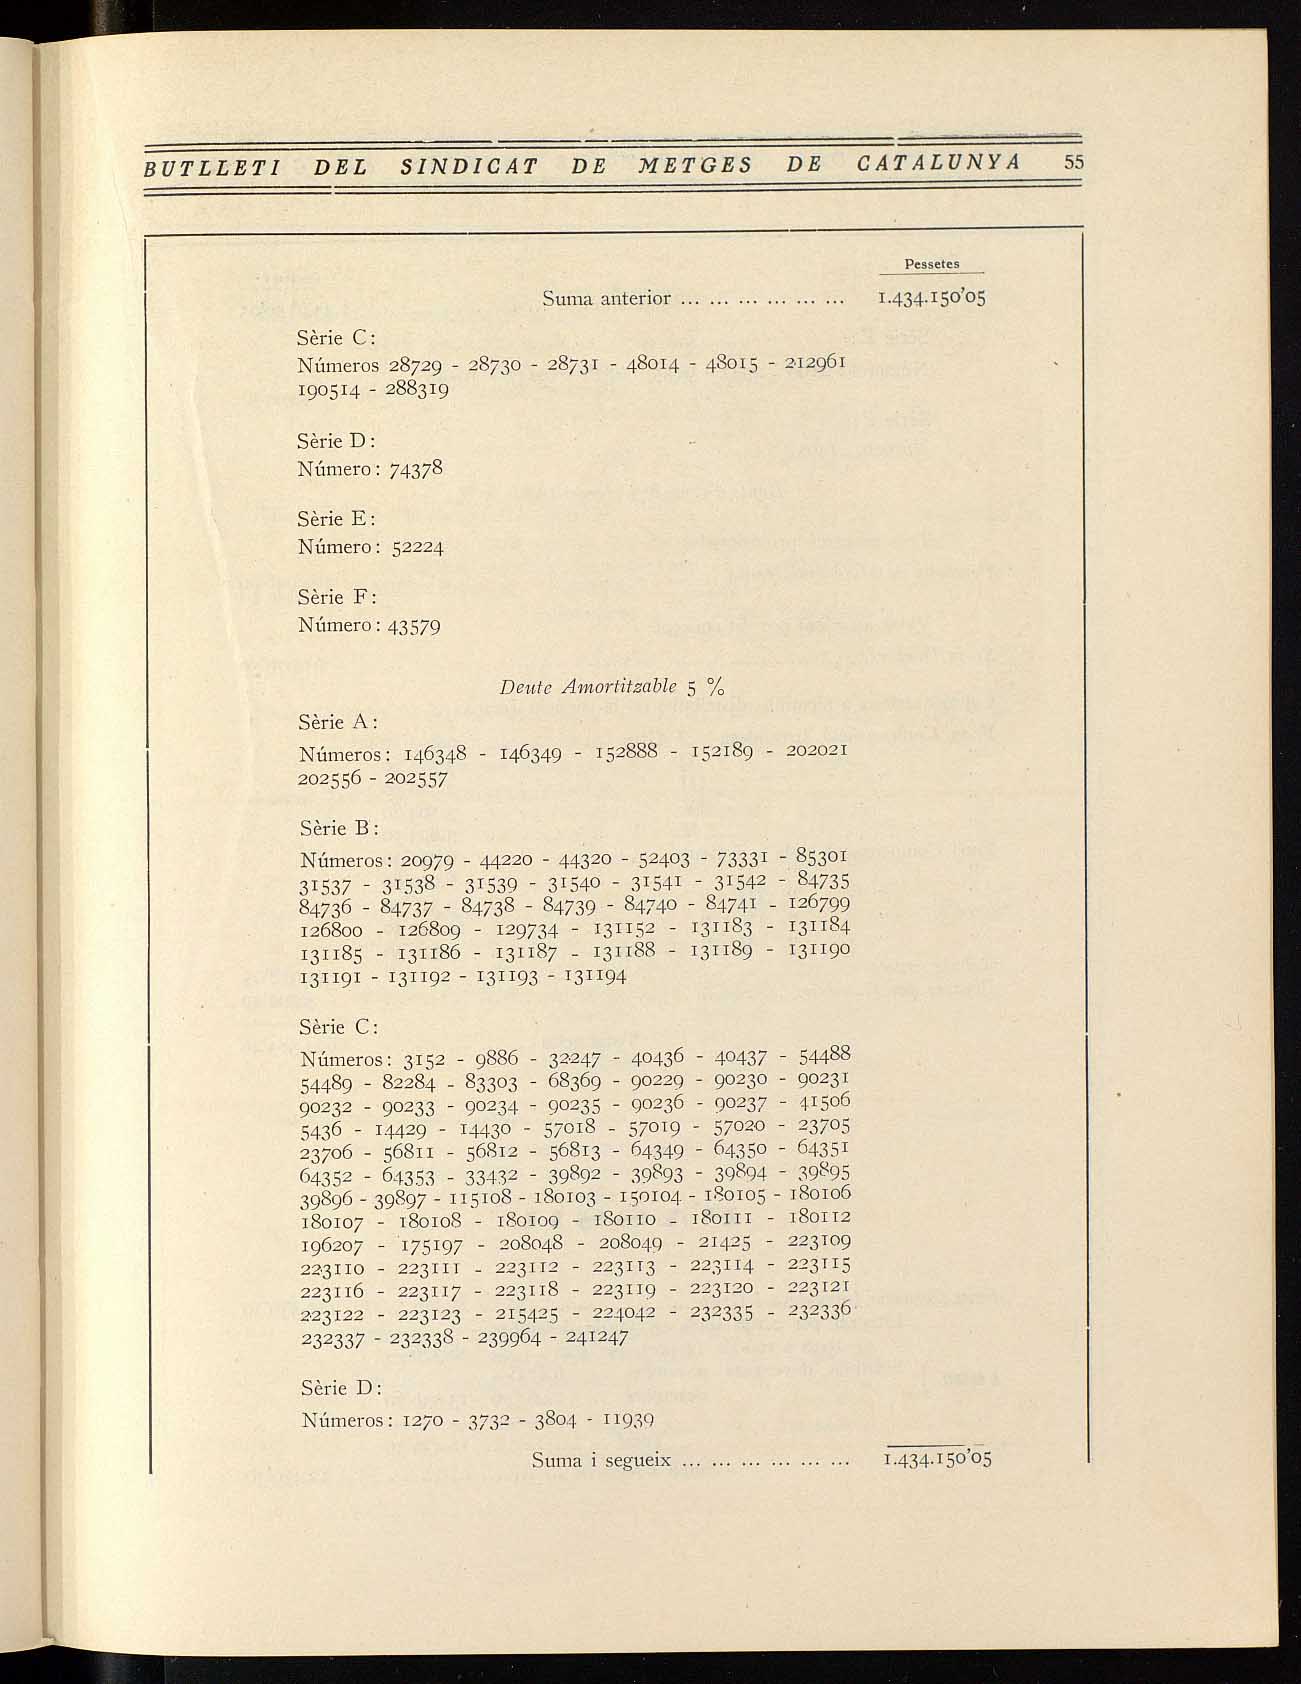 BUTLLETI DEL SINDICAT DE METGES DE CATALUNYA 55
Pessetes
Suma anterior ... ... ... ... ... ... 1.434.150'05
Sèrie C:
Números 28729 - 28730 - 28731 - 48014 - 48015 - 212961
190514 - 288319
Sèrie D:
Número: 74378
Sèrie E:
Número: 52224
Sèrie F:
Número: 43579
Deute Amortitzable 5 %
Sèrie A:
Números: 146348 - 146349 - 152888 - 152189 - 202021
202556 - 202557
Sèrie B:
Números: 20979 - 44220 - 44320 - 52403 - 73331 - 85301
31537 - 31538 - 31539 - 31540 - 31541 - 31542 - 84735
84736 - 84737 - 84738 - 84739 - 84740 - 84741 - 126799
126800 - 126809 - 129734 - 131152 - 131183 - 131184
131185 - 131186 - 131187 - 131188 - 131189 - 131190
131191 - 131192 - 131193 - 131194
Sèrie C:
Números: 3152 - 9886 - 32247 - 40436 - 40437 - 54488
54489 - 82284 - 83303 - 68369 - 90229 - 90230 - 90231
90232 - 90233 - 90234 - 90235 - 90236 - 90237 - 41506
5436 - 14429 - 14430 - 57018 - 57019 - 57020 - 23705
23706 - 56811 - 56812 - 56813 - 64349 - 64350 - 64351
64352 - 64353 - 33432 - 39892 - 39893 - 39894 - 39895
39896 - 39897 - 115108 - 180103 - 150104 - 180105 - 180106
180107 - 180108 - 180109 - 180110 - 180111 - 180112
196207 - 175197 - 208048 - 208049 - 21425 - 223109
223110 - 223111 - 223112 - 223113 - 223114 - 223115
223116 - 223117 - 223118 - 223119 - 223120 - 223121
223122 - 223123 - 215425 - 224042 - 232335 - 232336
232337 - 232338 - 239964 - 241247
Sèrie D:
Números: 1270 - 3732 - 3804 - 11939
Suma i segueix ... ... ... ... ... ... 1.434.150'05